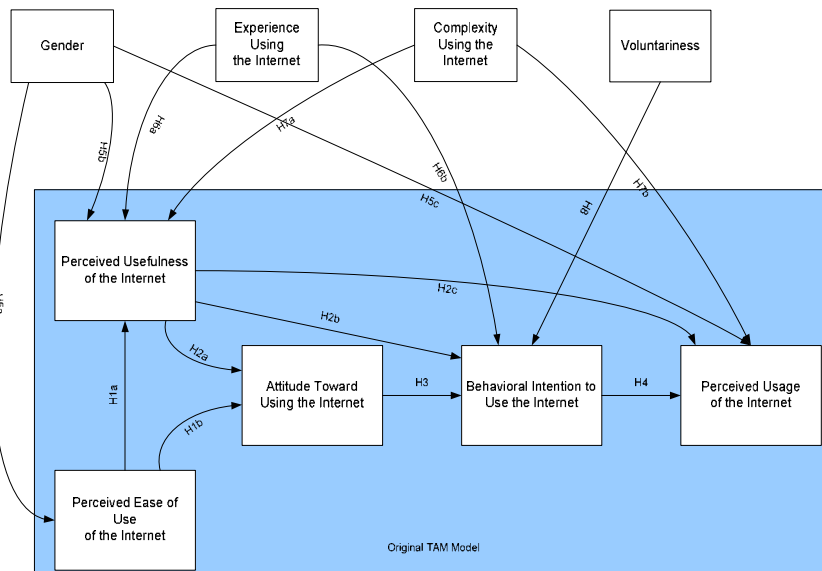 Gender
Experience
Using
the Internet
Complexity
Using the
Internet
Voluntariness
H5b
H6a
H7a
H6b
H5c
H8
H7b
Perceived Usefulness
of the Internet
H2c
H2b
H2a
H1a
H1b
Attitude Toward
Using the Internet
H3
Behavioral Intention to
Use the Internet
H4
Perceived Usage
of the Internet
Perceived Ease of
Use
of the Internet
Original TAM Model